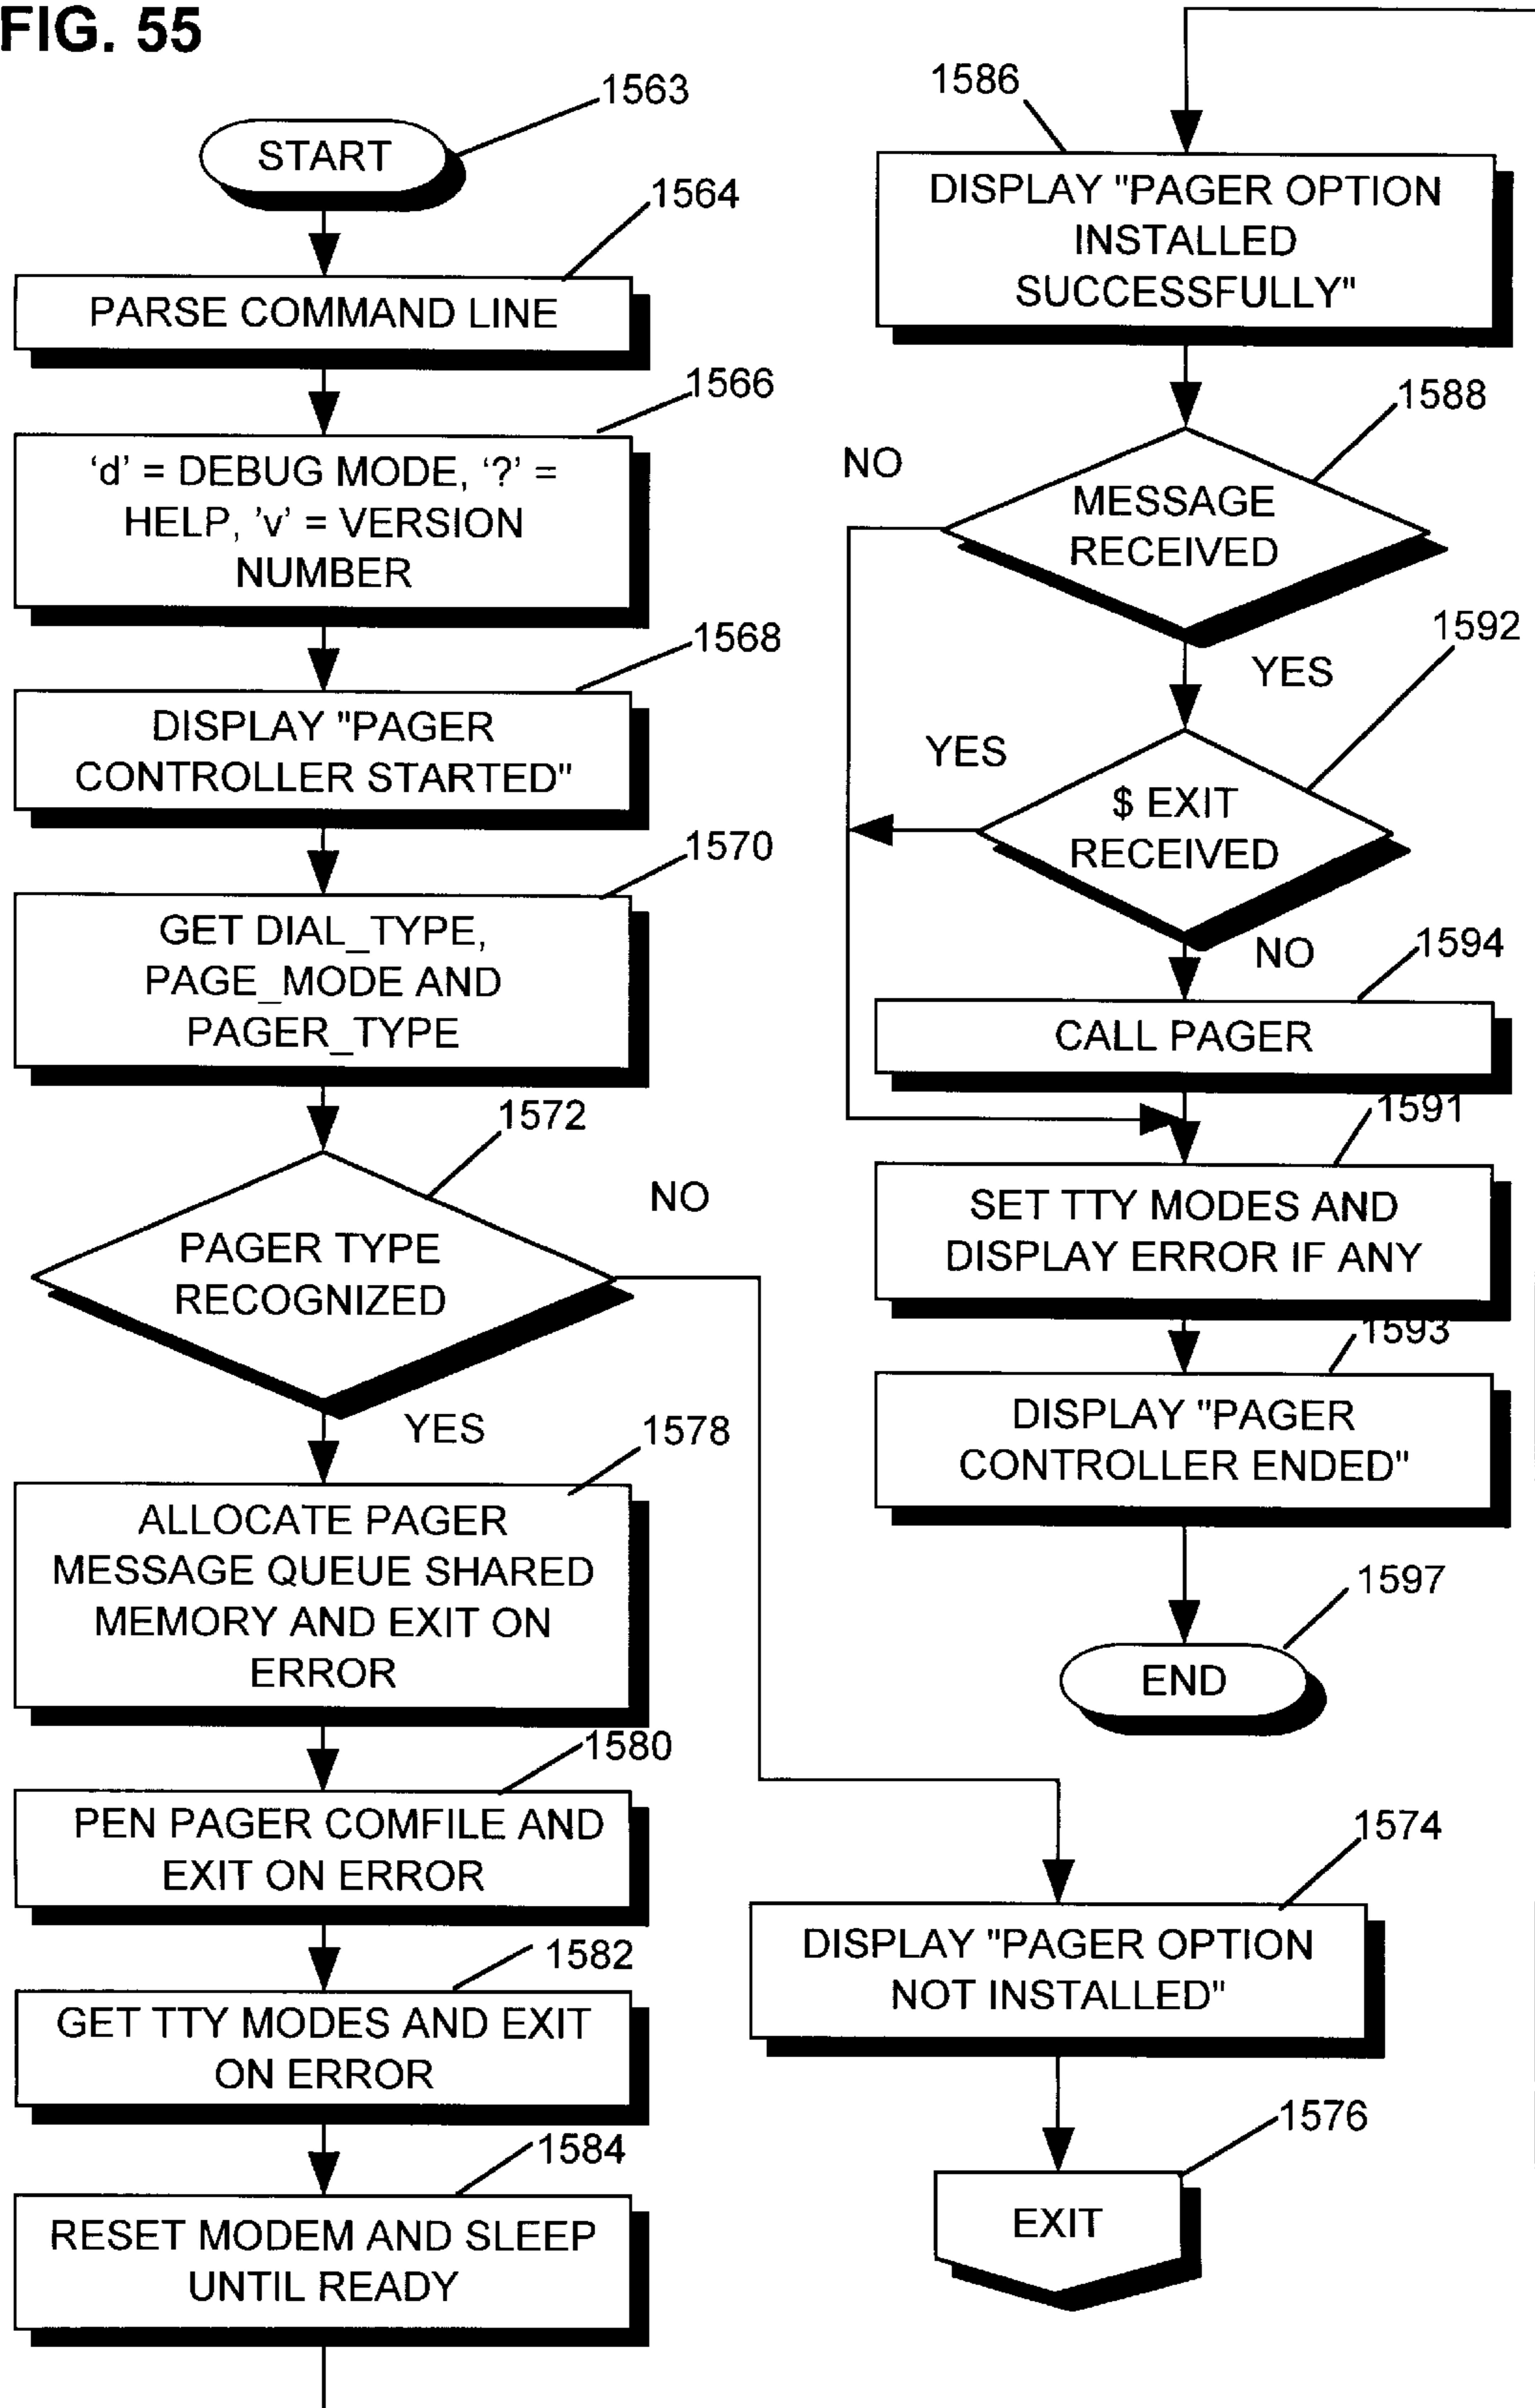 FIG. 55
1563
START
1564
PARSE COMMAND LINE
1566
‘d’ = DEBUG MODE, ‘?’ =
HELP, ’v’ = VERSION
NUMBER
1568
DISPLAY "PAGER
CONTROLLER STARTED"
1570
GET DIAL_TYPE,
PAGE_MODE AND
PAGER_TYPE
1572
PAGER TYPE
RECOGNIZED
NO
YES
1578
ALLOCATE PAGER
MESSAGE QUEUE SHARED
MEMORY AND EXIT ON
ERROR
1580
PEN PAGER COMFILE AND
EXIT ON ERROR
1582
GET TTY MODES AND EXIT
ON ERROR
1584
RESET MODEM AND SLEEP
UNTIL READY
1586
DISPLAY "PAGER OPTION
INSTALLED
SUCCESSFULLY"
1588
NO
MESSAGE
RECEIVED
YES
1592
YES
$ EXIT
RECEIVED
NO
1594
CALL PAGER
1591
SET TTY MODES AND
DISPLAY ERROR IF ANY
1593
DISPLAY "PAGER
CONTROLLER ENDED"
1597
END
1574
DISPLAY "PAGER OPTION
NOT INSTALLED"
1576
EXIT